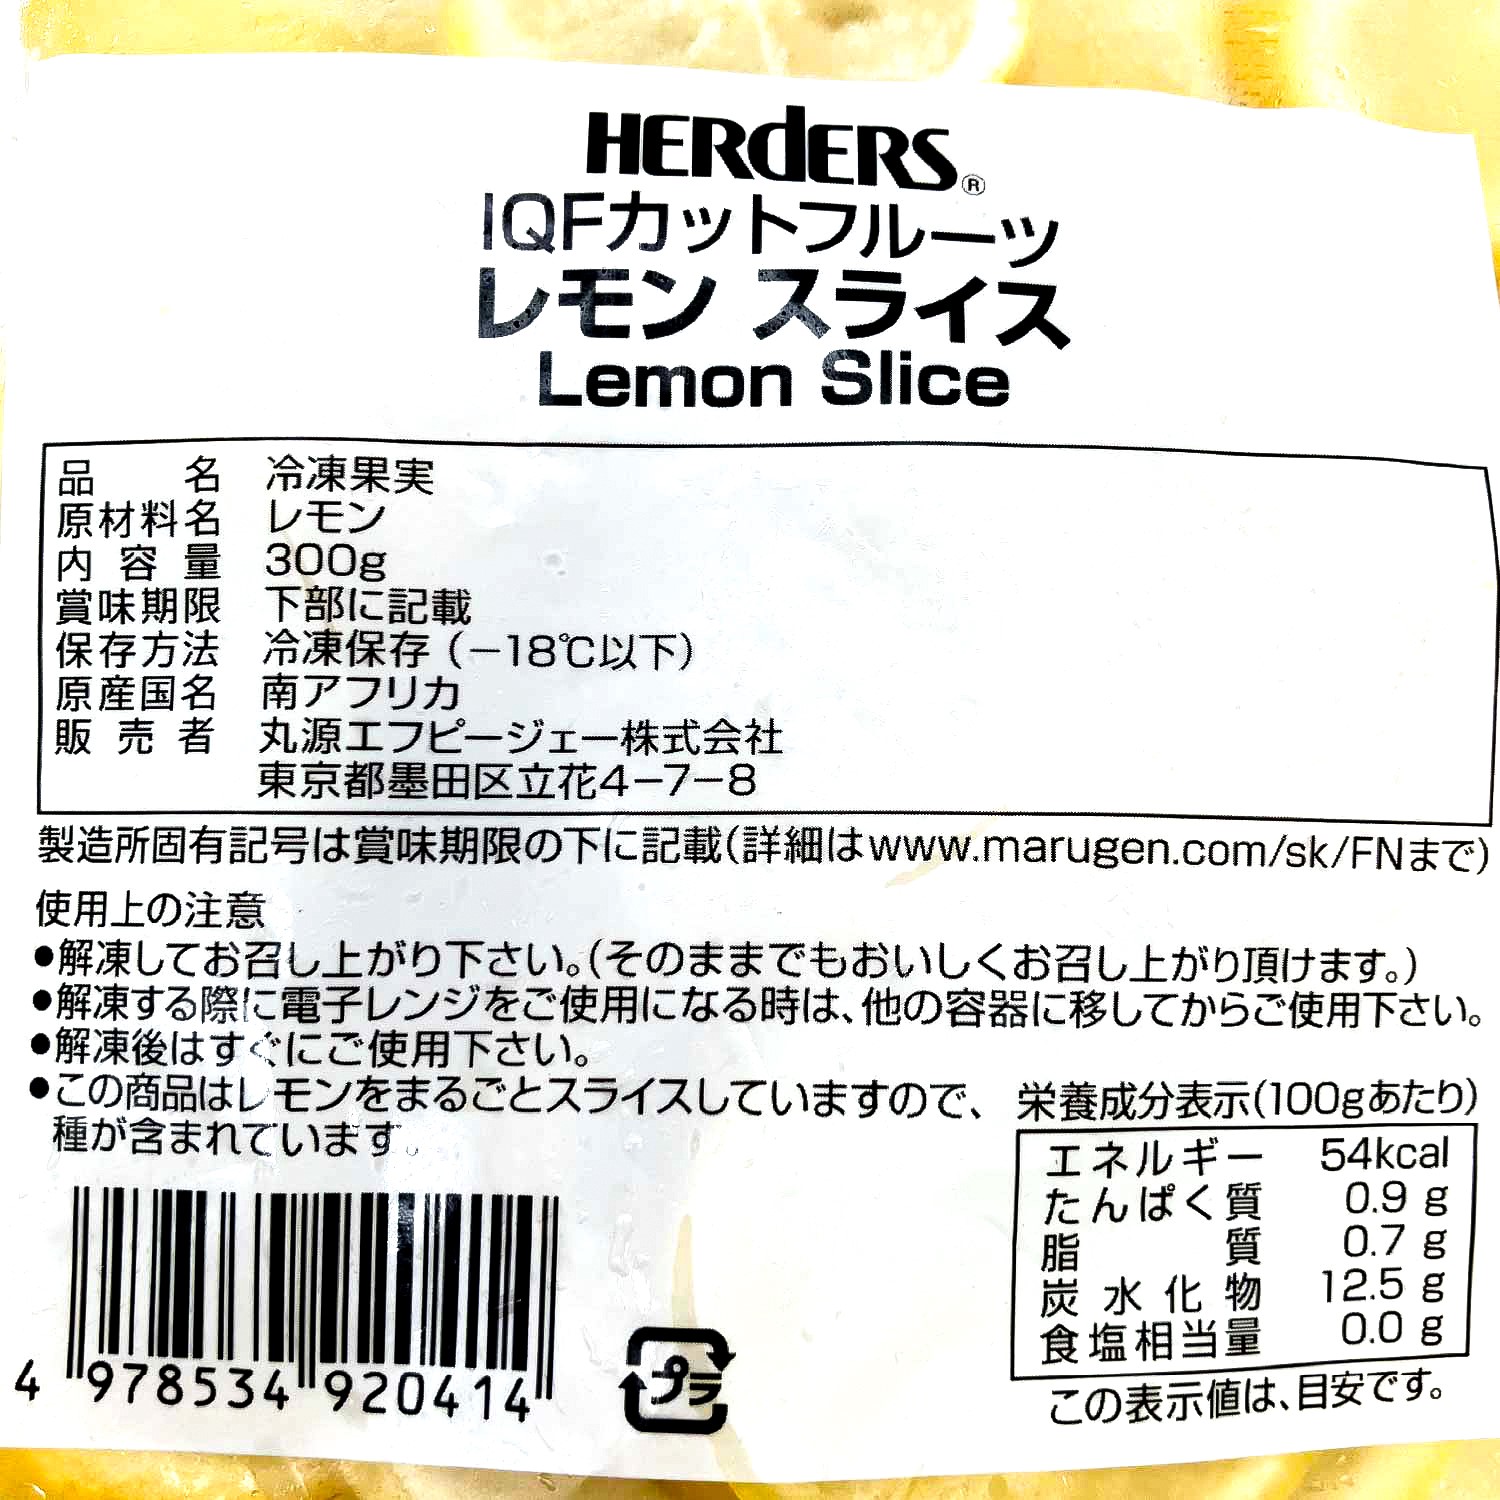 HERdERS®
IQFカットフルーツ
レモン スライス
Lemon Slice
品名 冷凍果実
原材料名 レモン
内容量 300g
賞味期限 下部に記載
保存方法 冷凍保存（−18℃以下）
原産国名 南アフリカ
販売者 丸源エフピージェー株式会社
東京都墨田区立花4−7−8
製造所固有記号は賞味期限の下に記載(詳細はwww.marugen.com/sk/FNまで)
使用上の注意
●解凍してお召し上がり下さい。(そのままでもおいしくお召し上がり頂けます。)
●解凍する際に電子レンジをご使用になる時は、他の容器に移してからご使用下さい。
●解凍後はすぐにご使用下さい。
●この商品はレモンをまるごとスライスしていますので、
種が含まれています。
栄養成分表示(100gあたり)
エネルギー 54kcal
たんぱく質 0.9 g
脂質 0.7 g
炭水化物 12.5 g
食塩相当量 0.0 g
この表示値は、目安です。
4 978534 920414
プラ